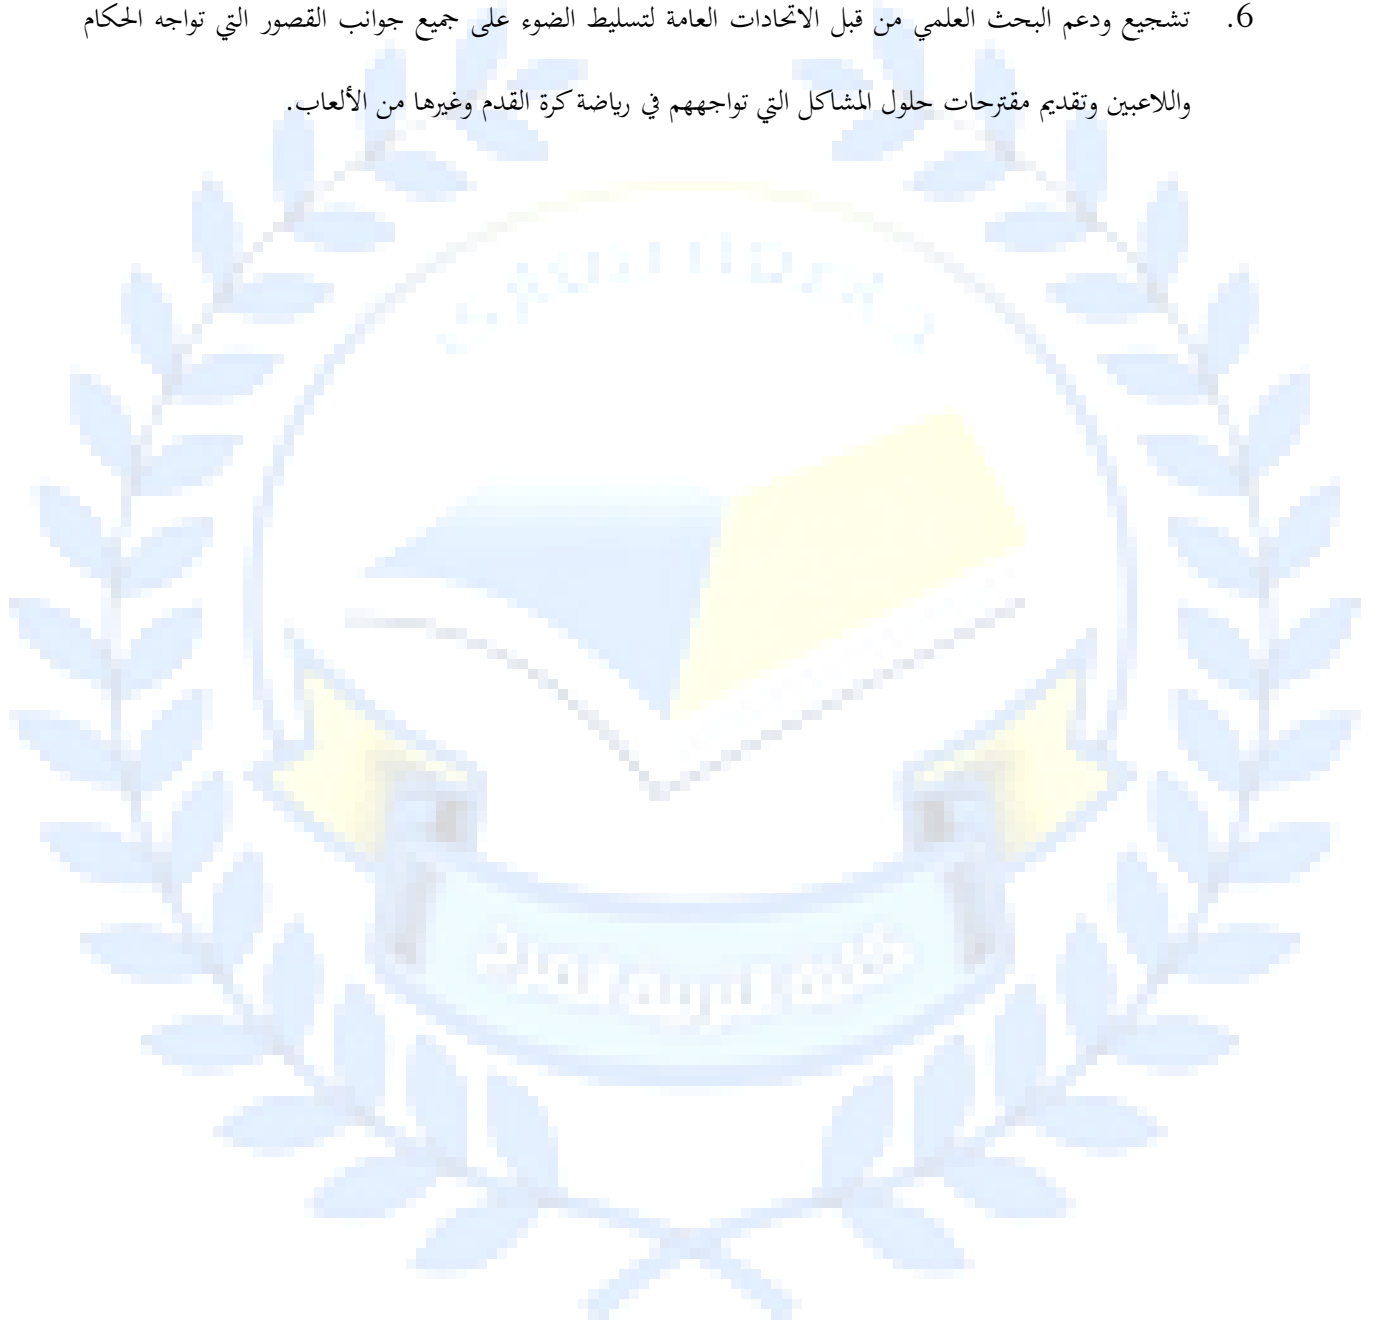 6. تشجيع ودعم البحث العلمي من قبل الاتحادات العامة لتسليط الضوء على جميع جوانب القصور التي تواجه الحكام
واللاعبين وتقديم مقترحات حلول المشاكل التي تواجههم في رياضة كرة القدم وغيرها من الألعاب.